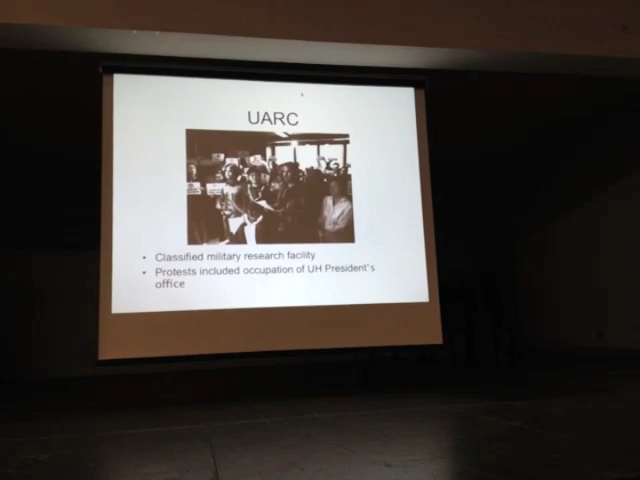 UARC
• Classified military research facility
• Protests included occupation of UH President's
office